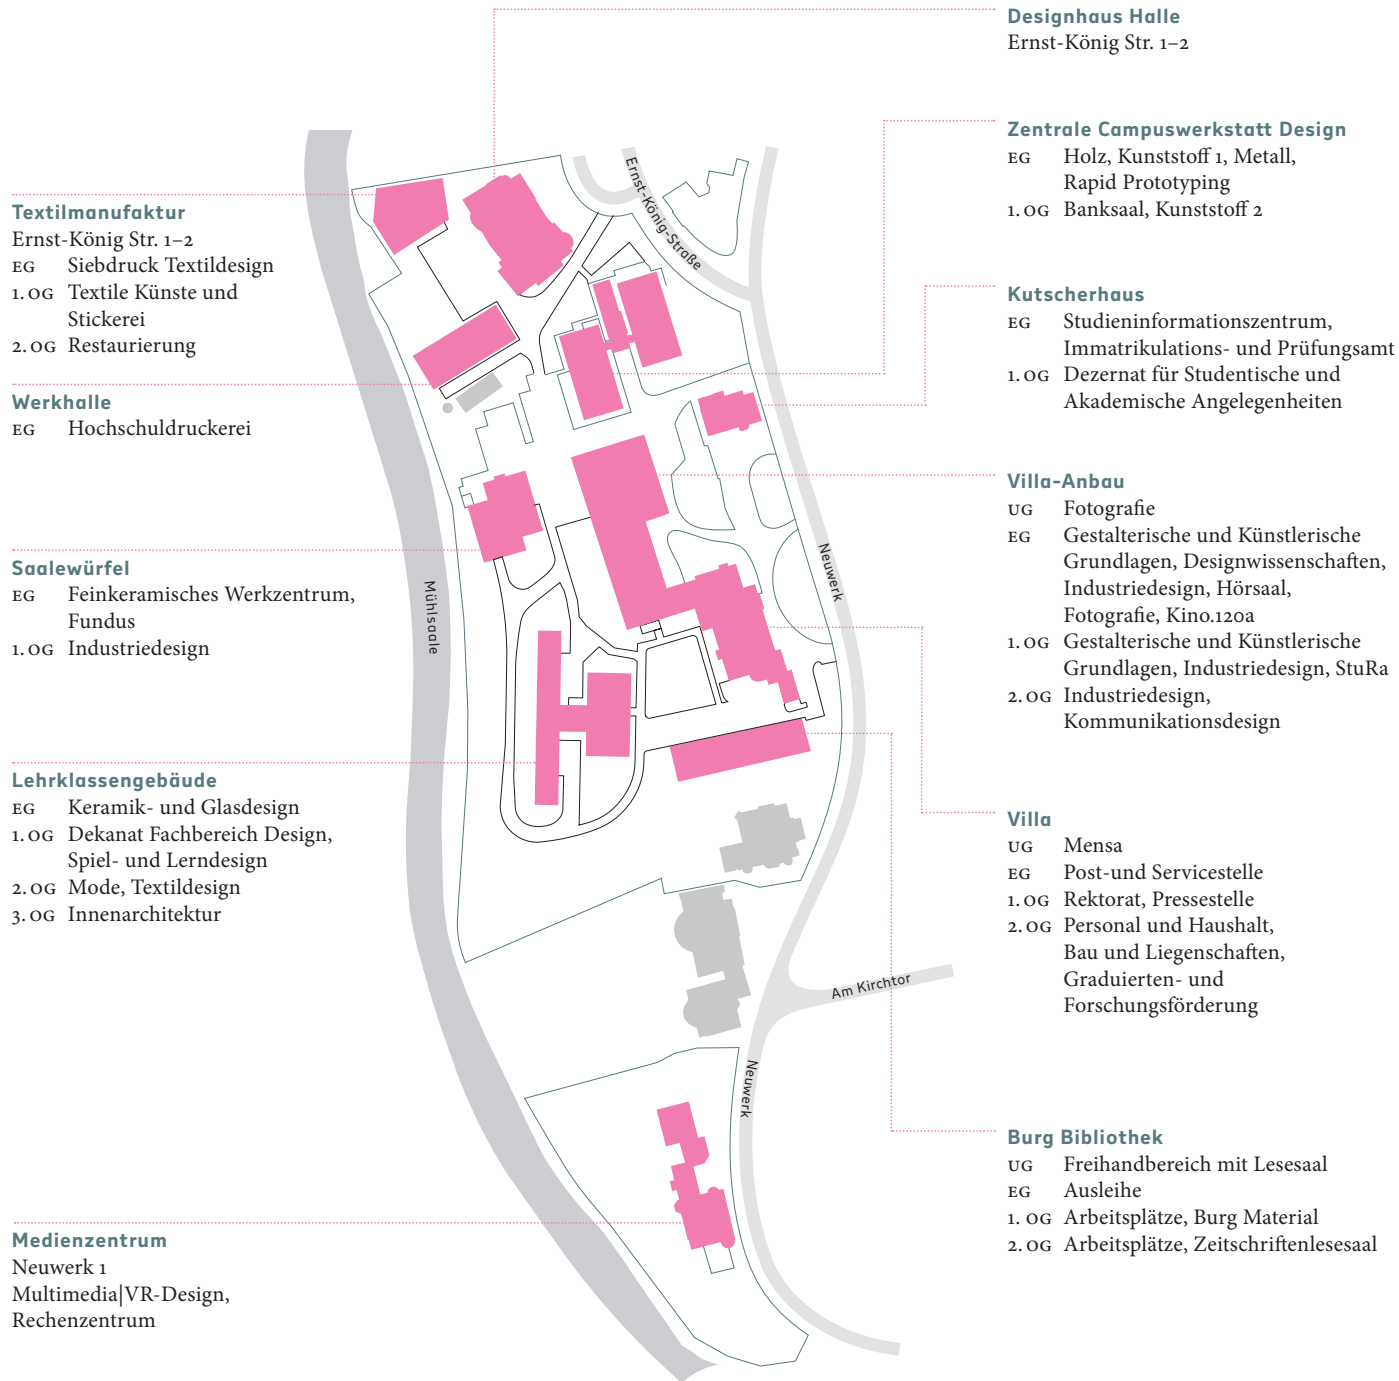 Designhaus Halle
Ernst-König Str. 1–2
Zentrale Campuswerkstatt Design
EG Holz, Kunststoff 1, Metall,
Rapid Prototyping
1. OG Banksaal, Kunststoff 2
Kutscherhaus
EG Studieninformationszentrum,
Immatrikulations- und Prüfungsamt
1. OG Dezernat für Studentische und
Akademische Angelegenheiten
Villa-Anbau
UG Fotografie
EG Gestalterische und Künstlerische
Grundlagen, Designwissenschaften,
Industriedesign, Hörsaal,
Fotografie, Kino.120a
1. OG Gestalterische und Künstlerische
Grundlagen, Industriedesign, StuRa
2. OG Industriedesign,
Kommunikationsdesign
Villa
UG Mensa
EG Post-und Servicestelle
1. OG Rektorat, Pressestelle
2. OG Personal und Haushalt,
Bau und Liegenschaften,
Graduierten- und
Forschungsförderung
Burg Bibliothek
UG Freihandbereich mit Lesesaal
EG Ausleihe
1. OG Arbeitsplätze, Burg Material
2. OG Arbeitsplätze, Zeitschriftenlesesaal
Textilmanufaktur
Ernst-König Str. 1–2
EG Siebdruck Textildesign
1. OG Textile Künste und
Stickerei
2. OG Restaurierung
Werkhalle
EG Hochschuldruckerei
Saalewürfel
EG Feinkeramisches Werkzentrum,
Fundus
1. OG Industriedesign
Lehrklassengebäude
EG Keramik- und Glasdesign
1. OG Dekanat Fachbereich Design,
Spiel- und Lerndesign
2. OG Mode, Textildesign
3. OG Innenarchitektur
Medienzentrum
Neuwerk 1
Multimedia|VR-Design,
Rechenzentrum
Ernst-König-Straße
Neuwerk
Mühlsaale
Am Kirchtor
Neuwerk